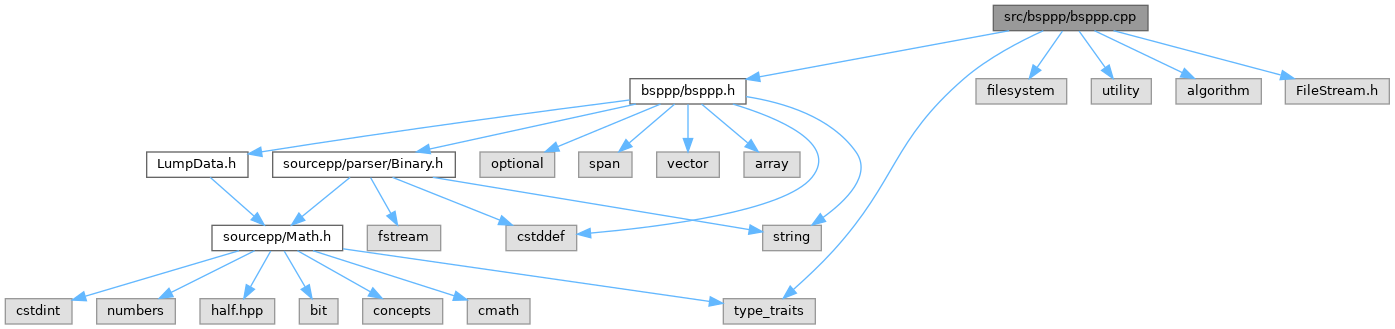 src/bsppp/bsppp.cpp
bsppp/bsppp.h
filesystem
utility
algorithm
FileStream.h
LumpData.h
sourcepp/parser/Binary.h
optional
span
vector
array
sourcepp/Math.h
fstream
cstddef
string
cstdint
numbers
half.hpp
bit
concepts
cmath
type_traits